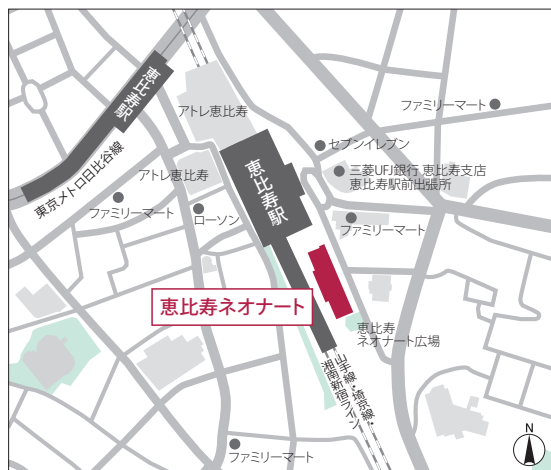 恵比寿駅
アトレ恵比寿
ファミリーマート
セブンイレブン
東京メトロ日比谷線
アトレ恵比寿
恵比寿駅
三菱UFJ銀行 恵比寿支店
恵比寿駅前出張所
ファミリーマート
ローソン
ファミリーマート
恵比寿ネオナート
恵比寿
ネオナート広場
山手線・埼京線・
湘南新宿ライン
ファミリーマート
N